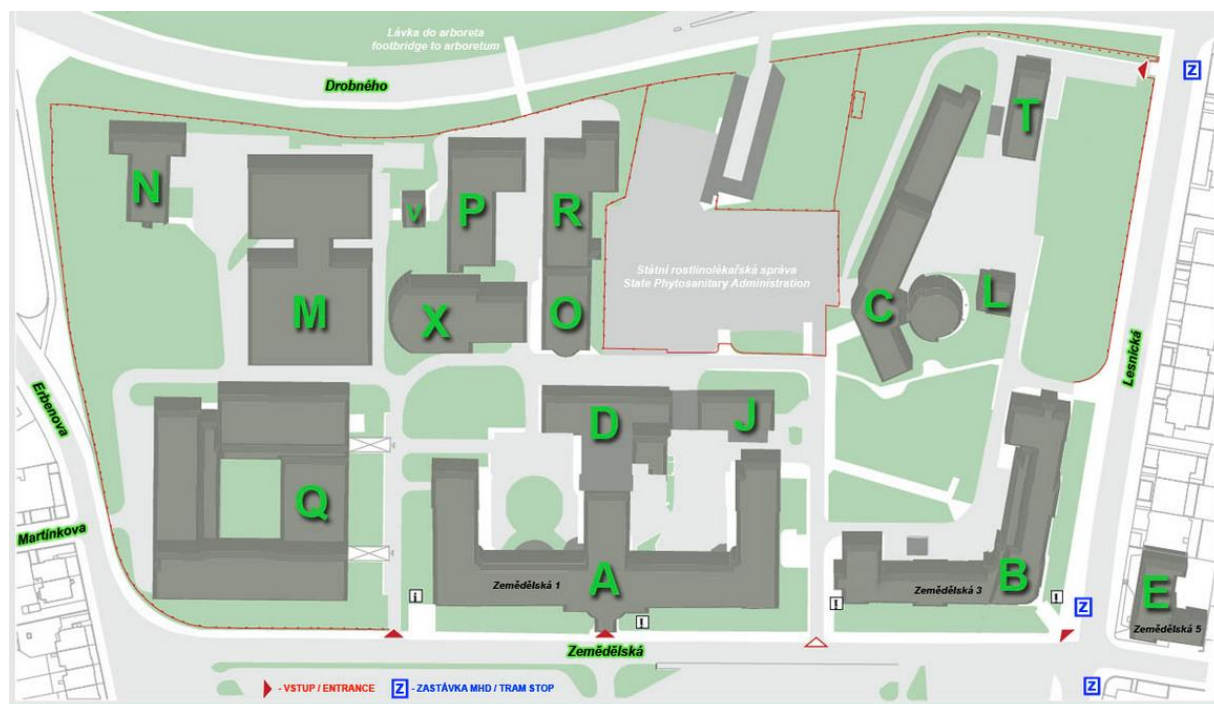 Lávka do arboreta
footbridge to arboretum
Drobného
Z
T
N
V
P
R
Státní rostlinolékařská správa
State Phytosanitary Administration
M
X
O
C
L
Lesnická
Erbenova
D
J
Q
Martínkova
A
Zemědělská 1
B
Zemědělská 3
E
Zemědělská 5
i
!
!
!
Z
Zemědělská
- VSTUP / ENTRANCE
Z - ZASTÁVKA MHD / TRAM STOP
Z